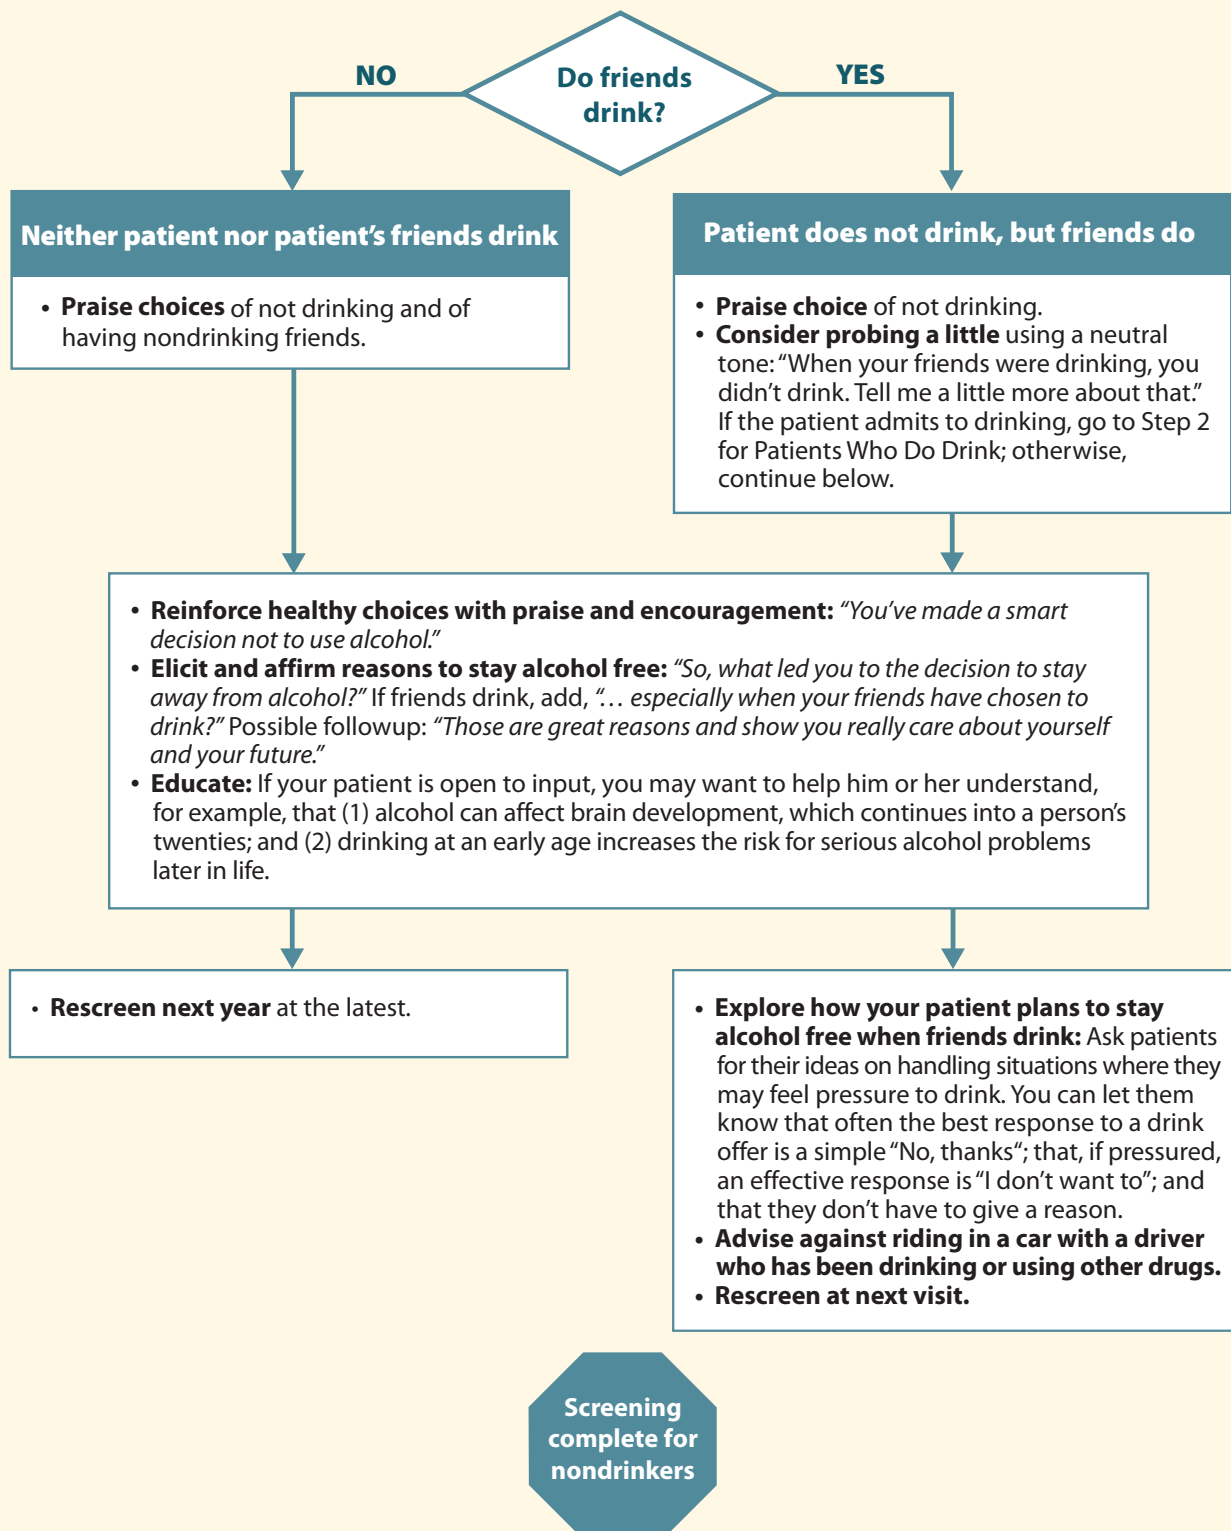 Do friends
drink?
NO
YES
Neither patient nor patient’s friends drink
• Praise choices of not drinking and of
having nondrinking friends.
Patient does not drink, but friends do
• Praise choice of not drinking.
• Consider probing a little using a neutral
tone: “When your friends were drinking, you
didn’t drink. Tell me a little more about that.”
If the patient admits to drinking, go to Step 2
for Patients Who Do Drink; otherwise,
continue below.
• Reinforce healthy choices with praise and encouragement: “You’ve made a smart
decision not to use alcohol.”
• Elicit and affirm reasons to stay alcohol free: “So, what led you to the decision to stay
away from alcohol?” If friends drink, add, “… especially when your friends have chosen to
drink?” Possible followup: “Those are great reasons and show you really care about yourself
and your future.”
• Educate: If your patient is open to input, you may want to help him or her understand,
for example, that (1) alcohol can affect brain development, which continues into a person’s
twenties; and (2) drinking at an early age increases the risk for serious alcohol problems
later in life.
• Rescreen next year at the latest.
• Explore how your patient plans to stay
alcohol free when friends drink: Ask patients
for their ideas on handling situations where they
may feel pressure to drink. You can let them
know that often the best response to a drink
offer is a simple “No, thanks“; that, if pressured,
an effective response is “I don’t want to”; and
that they don’t have to give a reason.
• Advise against riding in a car with a driver
who has been drinking or using other drugs.
• Rescreen at next visit.
Screening
complete for
nondrinkers